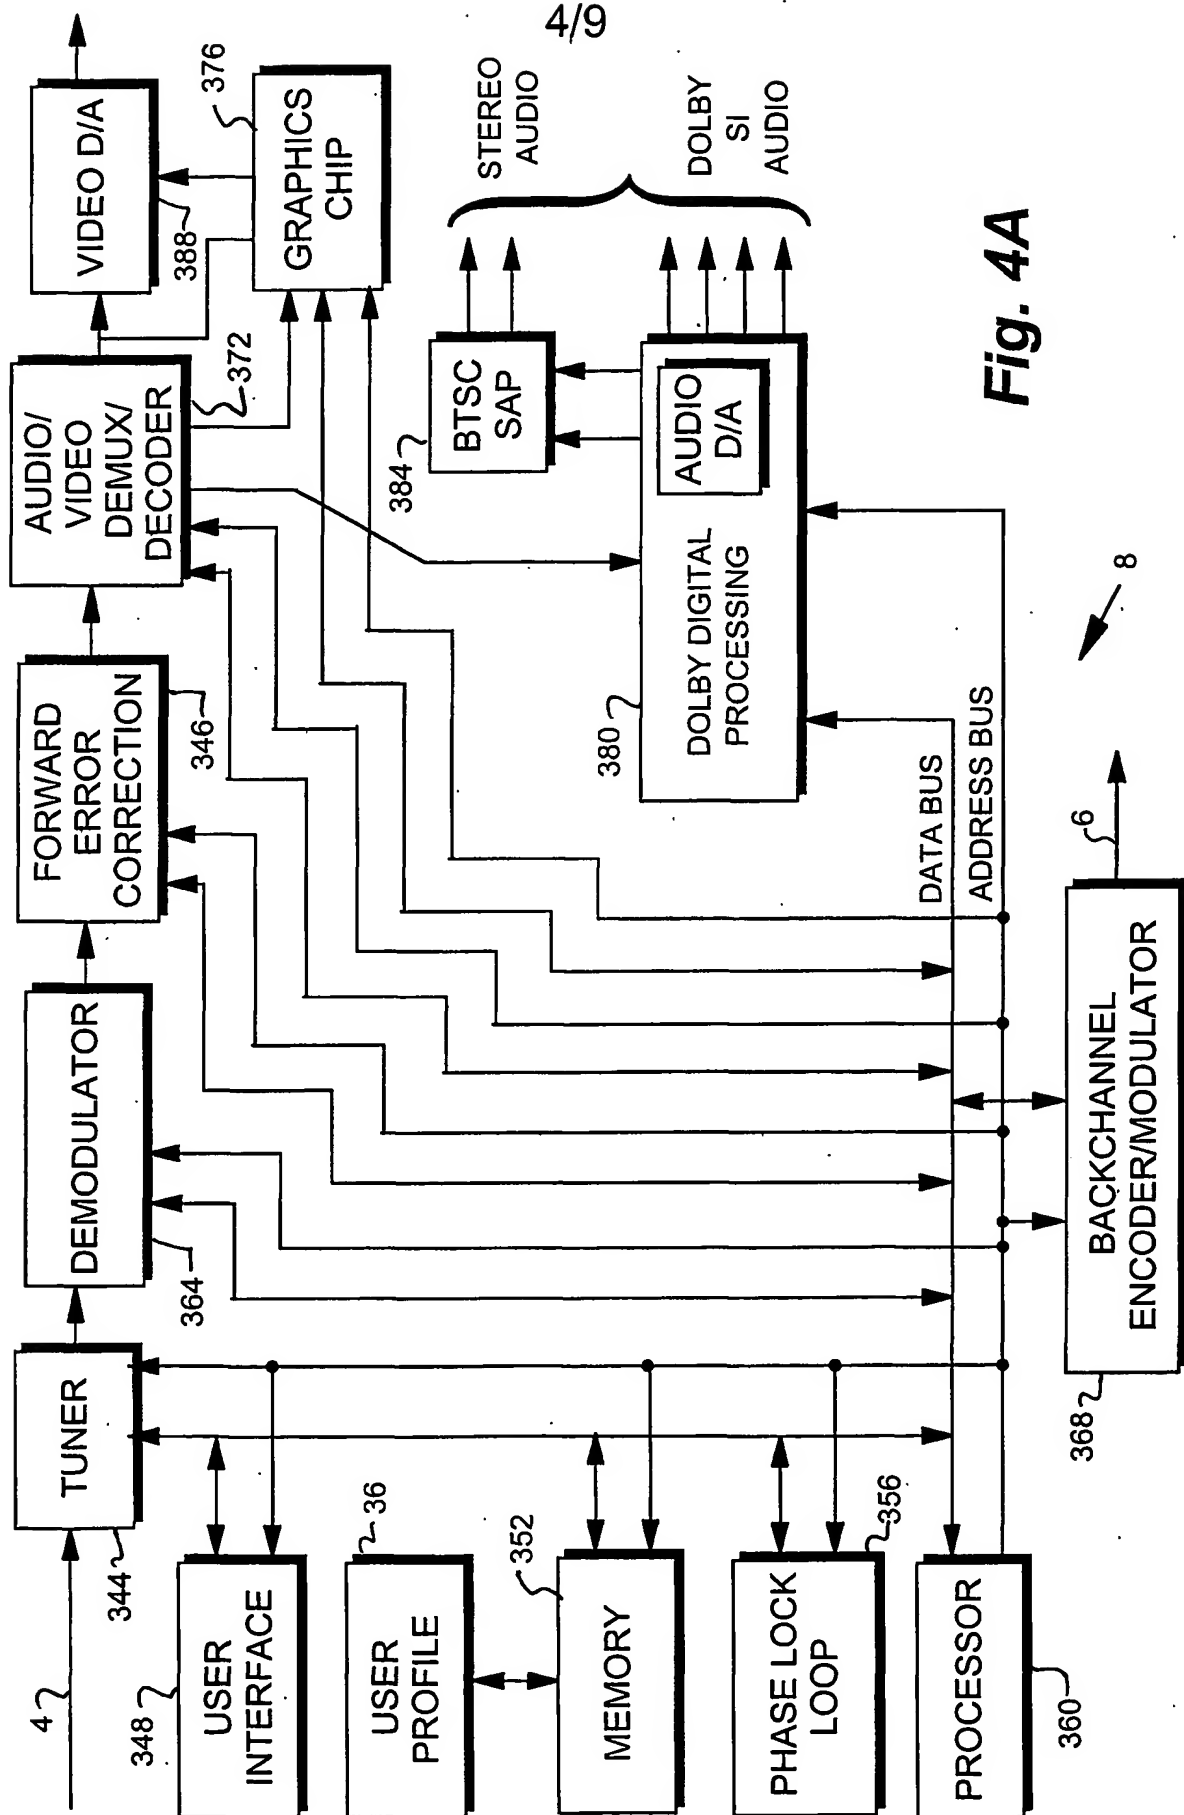 4/9
4
TUNER
344
DEMODULATOR
364
FORWARD
ERROR
CORRECTION
346
AUDIO/
VIDEO
DEMUX/
DECODER
372
VIDEO D/A
388
GRAPHICS
CHIP
376
USER
INTERFACE
348
USER
PROFILE
36
MEMORY
352
PHASE LOCK
LOOP
356
PROCESSOR
360
BTSC
SAP
384
STEREO
AUDIO
DOLBY
SI
AUDIO
AUDIO
D/A
DOLBY DIGITAL
PROCESSING
380
DATA BUS
ADDRESS BUS
BACKCHANNEL
ENCODER/MODULATOR
368
6
8
Fig. 4A